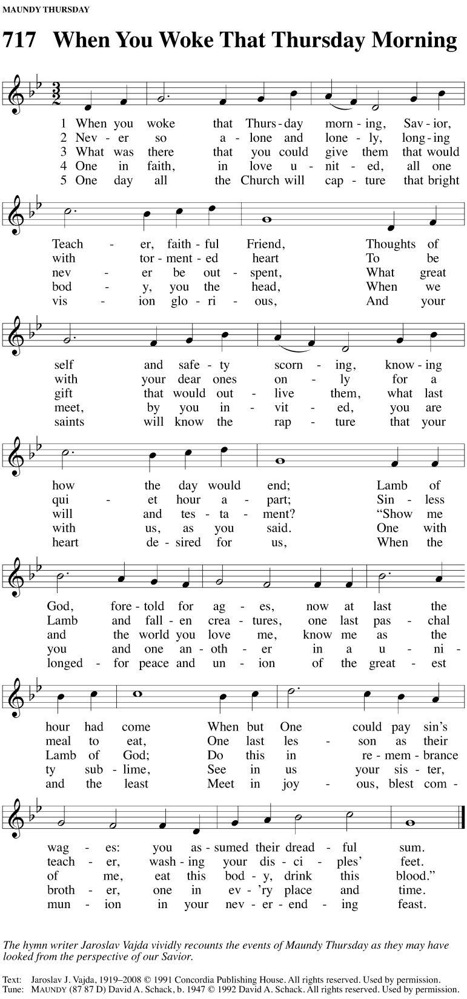 MAUNDY THURSDAY
717 When You Woke That Thursday Morning
1 When you woke that Thurs - day morn - ing, Sav - ior,
2 Nev - er so a - lone and lone - ly, long - ing
3 What was there that you could give them that would
4 One in faith, in love u - nit - ed, all one
5 One day all the Church will cap - ture that bright
Teach - er, faith - ful Friend, Thoughts of
with tor - ment - ed heart To be
nev - er be out - spent, What great
bod - y, you the head, When we
vis - ion glo - ri - ous, And your
self and safe - ty scorn - ing, know - ing
with your dear ones on - ly for a
gift that would out - live them, what last
meet, by you in - vit - ed, you are
saints will know the rap - ture that your
how the day would end; Lamb of
qui - et hour a - part; Sin - less
will and tes - ta - ment? “Show me
with us, as you said. One with
heart de - sired for us, When the
God, fore - told for ag - es, now at last the
Lamb and fall - en crea - tures, one last pas - chal
and the world you love me, know me as the
you and one an - oth - er in a u - ni -
longed - for peace and un - ion of the great - est
hour had come When but One could pay sin’s
meal to eat, One last les - son as their
Lamb of God; Do this in re - mem - brance
ty sub - lime, See in us your sis - ter,
and the least Meet in joy - ous, blest com -
wag - es: you as - sumed their dread - ful sum.
teach - er, wash - ing your dis - ci - ples’ feet.
of me, eat this bod - y, drink this blood.”
broth - er, one in ev - ’ry place and time.
mun - ion in your nev - er - end - ing feast.
The hymn writer Jaroslav Vajda vividly recounts the events of Maundy Thursday as they may have
looked from the perspective of our Savior.
Text: Jaroslav J. Vajda, 1919–2008 © 1991 Concordia Publishing House. All rights reserved. Used by permission.
Tune: MAUNDY (87 87 D) David A. Schack, b. 1947 © 1992 David A. Schack. All rights reserved. Used by permission.